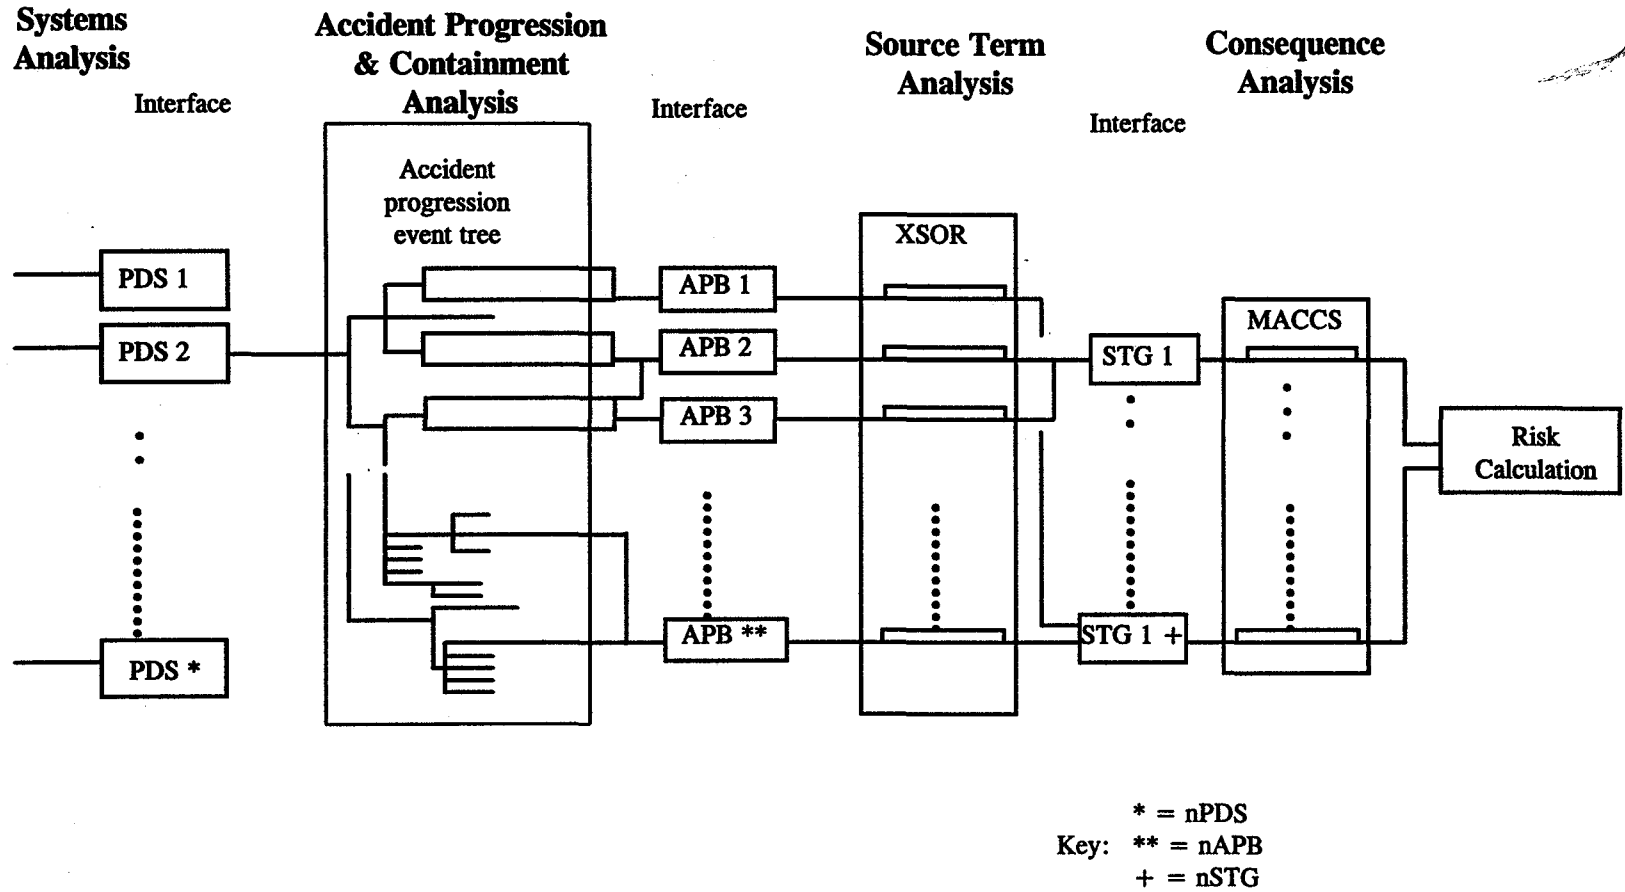 Systems
Analysis
Interface
Accident Progression
& Containment
Analysis
Interface
Source Term
Analysis
Interface
Consequence
Analysis
Accident
progression
event tree
PDS 1
PDS 2
PDS *
APB 1
APB 2
APB 3
APB **
XSOR
STG 1
STG 1 +
MACCS
Risk
Calculation
* = nPDS
Key: ** = nAPB
+ = nSTG